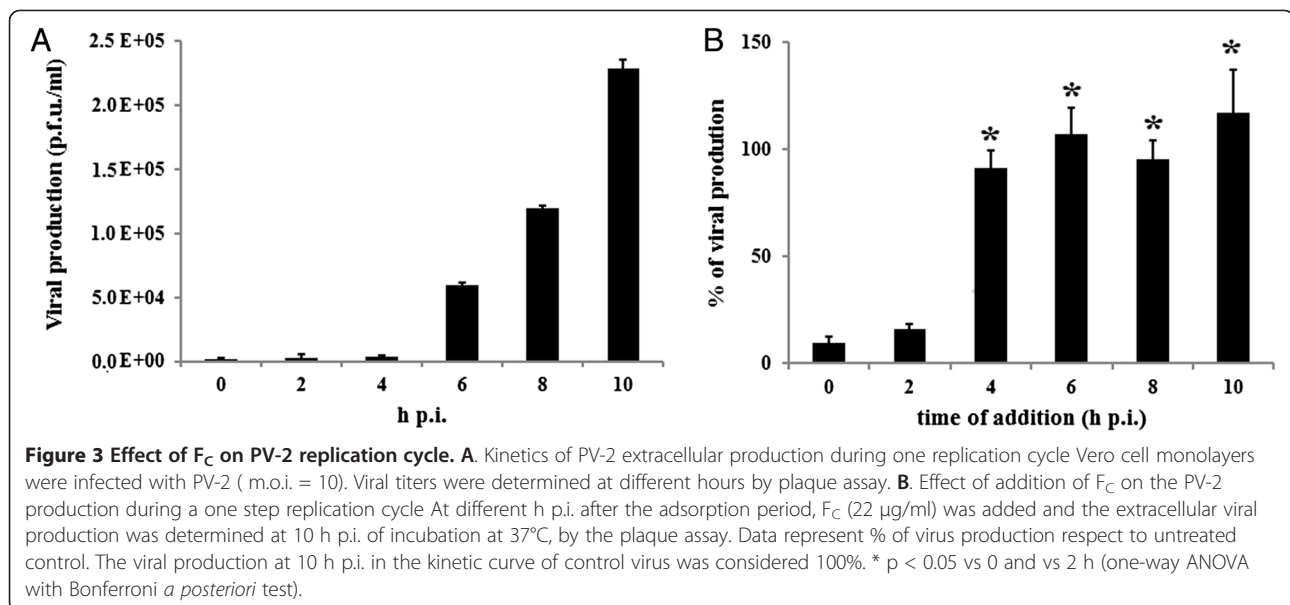 A
Viral production (p.f.u./ml)
2.5 E+05
2.0 E+05
1.5 E+05
1.0 E+05
5.0 E+04
0.0 E+00
0 2 4 6 8 10
h p.i.
B
% of viral prodution
150
100
50
0
* * * *
0 2 4 6 8 10
time of addition (h p.i.)
Figure 3 Effect of FC on PV-2 replication cycle. A. Kinetics of PV-2 extracellular production during one replication cycle Vero cell monolayers
were infected with PV-2 ( m.o.i. = 10). Viral titers were determined at different hours by plaque assay. B. Effect of addition of FC on the PV-2
production during a one step replication cycle At different h p.i. after the adsorption period, FC (22 μg/ml) was added and the extracellular viral
production was determined at 10 h p.i. of incubation at 37°C, by the plaque assay. Data represent % of virus production respect to untreated
control. The viral production at 10 h p.i. in the kinetic curve of control virus was considered 100%. * p < 0.05 vs 0 and vs 2 h (one-way ANOVA
with Bonferroni a posteriori test).